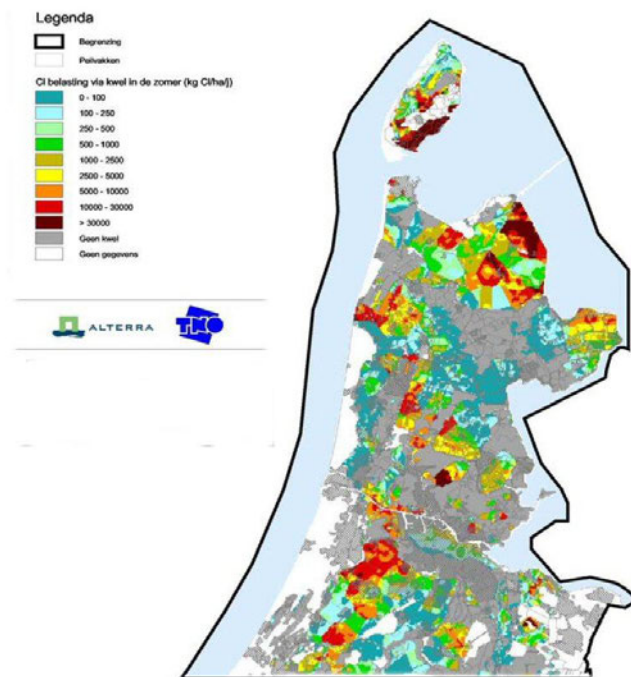 Legenda
Begrenzing
Peilvakken
Cl belasting via kwel in de zomer (kg Cl/ha/j)
0 - 100
100 - 250
250 - 500
500 - 1000
1000 - 2500
2500 - 5000
5000 - 10000
10000 - 30000
> 30000
Geen kwel
Geen gegevens
ALTERRA TNO